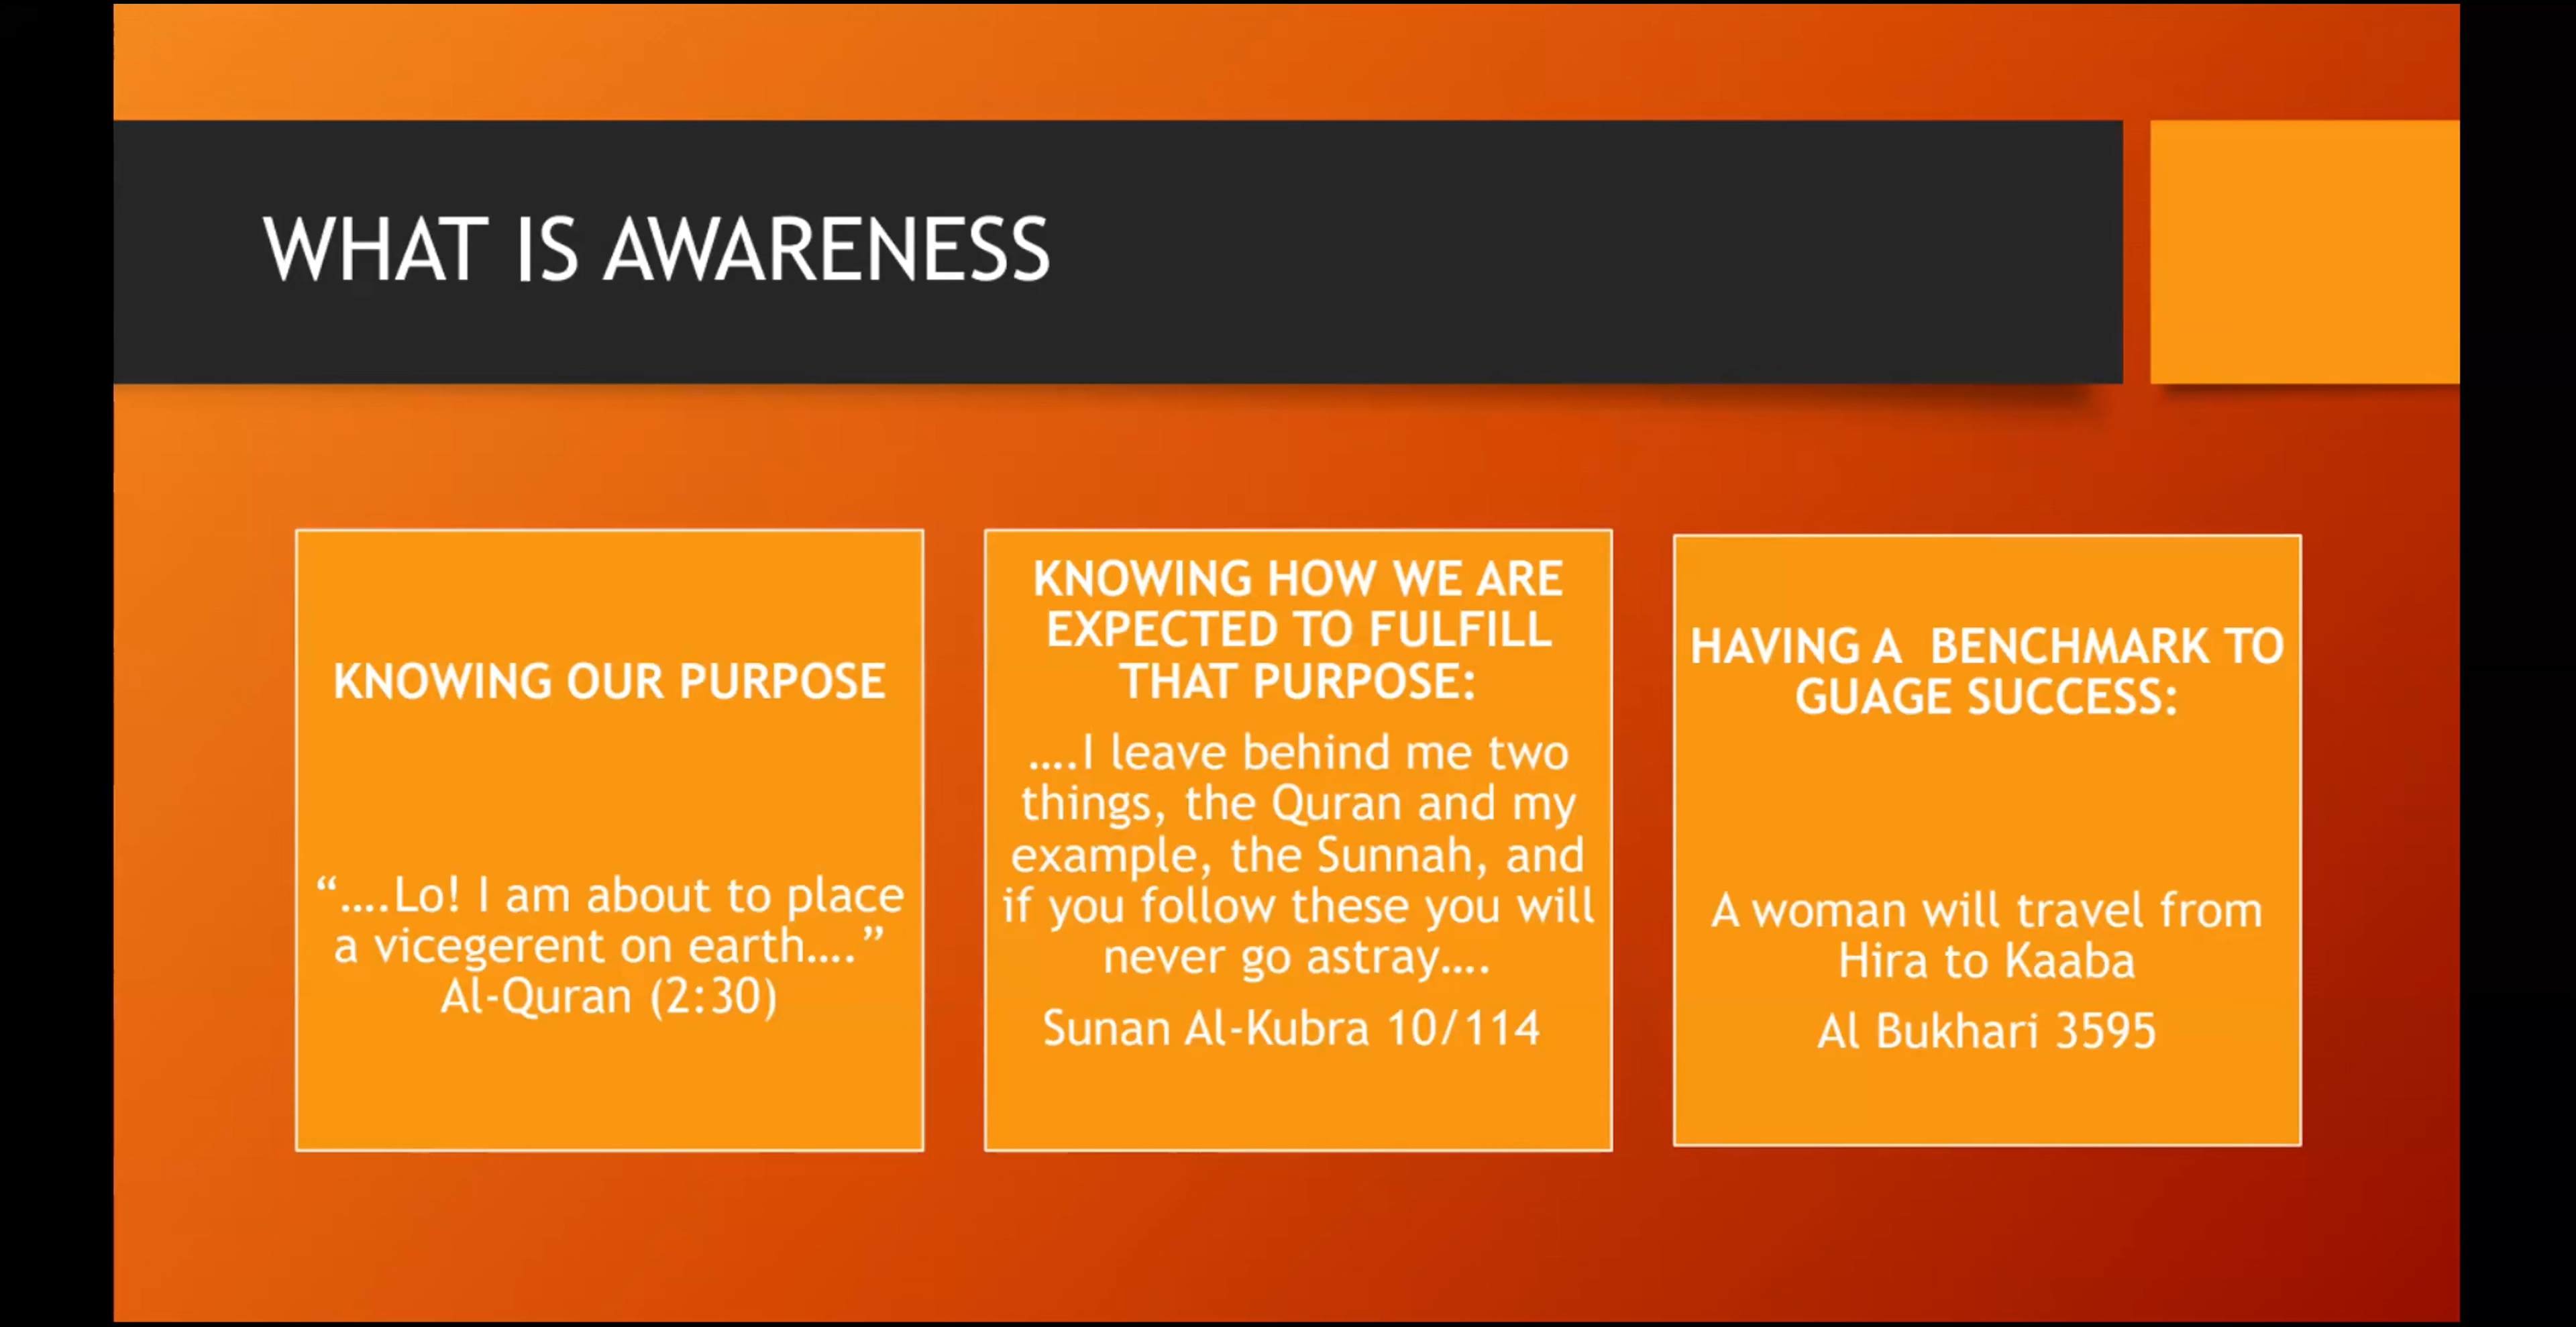 WHAT IS AWARENESS
KNOWING OUR PURPOSE
“....Lo! I am about to place
a vicegerent on earth....”
Al-Quran (2:30)
KNOWING HOW WE ARE
EXPECTED TO FULFILL
THAT PURPOSE:
....I leave behind me two
things, the Quran and my
example, the Sunnah, and
if you follow these you will
never go astray....
Sunan Al-Kubra 10/114
HAVING A  BENCHMARK TO
GUAGE SUCCESS:
A woman will travel from
Hira to Kaaba
Al Bukhari 3595